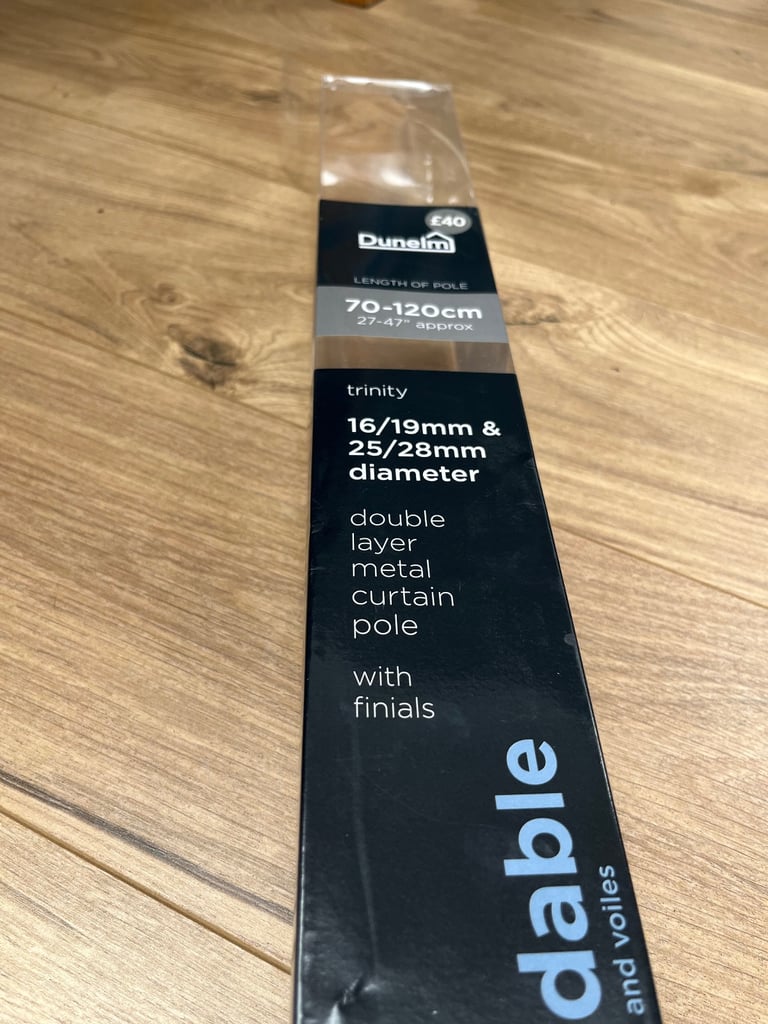 £40
Dunelm
LENGTH OF POLE
70-120cm
27-47" approx
trinity
16/19mm &
25/28mm
diameter
double
layer
metal
curtain
pole
with
finials
dable
and voiles